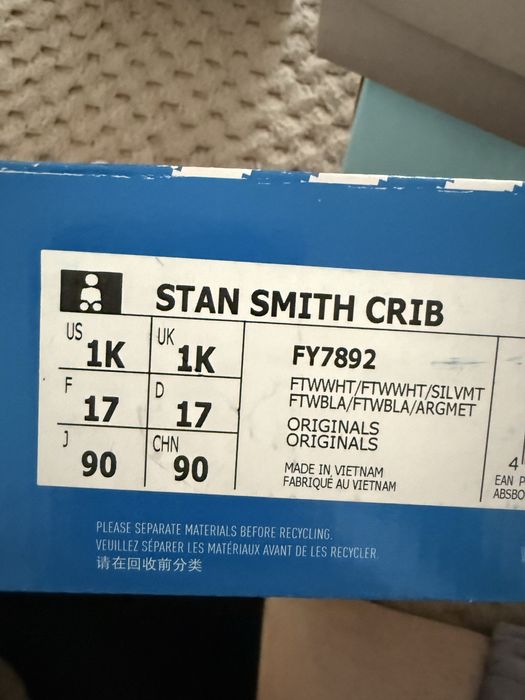 STAN SMITH CRIB
US 1K UK 1K
F 17 D 17
J 90 CHN 90
FY7892
FTWWHT/FTWWHT/SILVMT
FTWBLA/FTWBLA/ARGMET
ORIGINALS
ORIGINALS
MADE IN VIETNAM
FABRIQUÉ AU VIETNAM
4
EAN P
ABSBO
PLEASE SEPARATE MATERIALS BEFORE RECYCLING.
VEUILLEZ SÉPARER LES MATÉRIAUX AVANT DE LES RECYCLER.
请在回收前分类